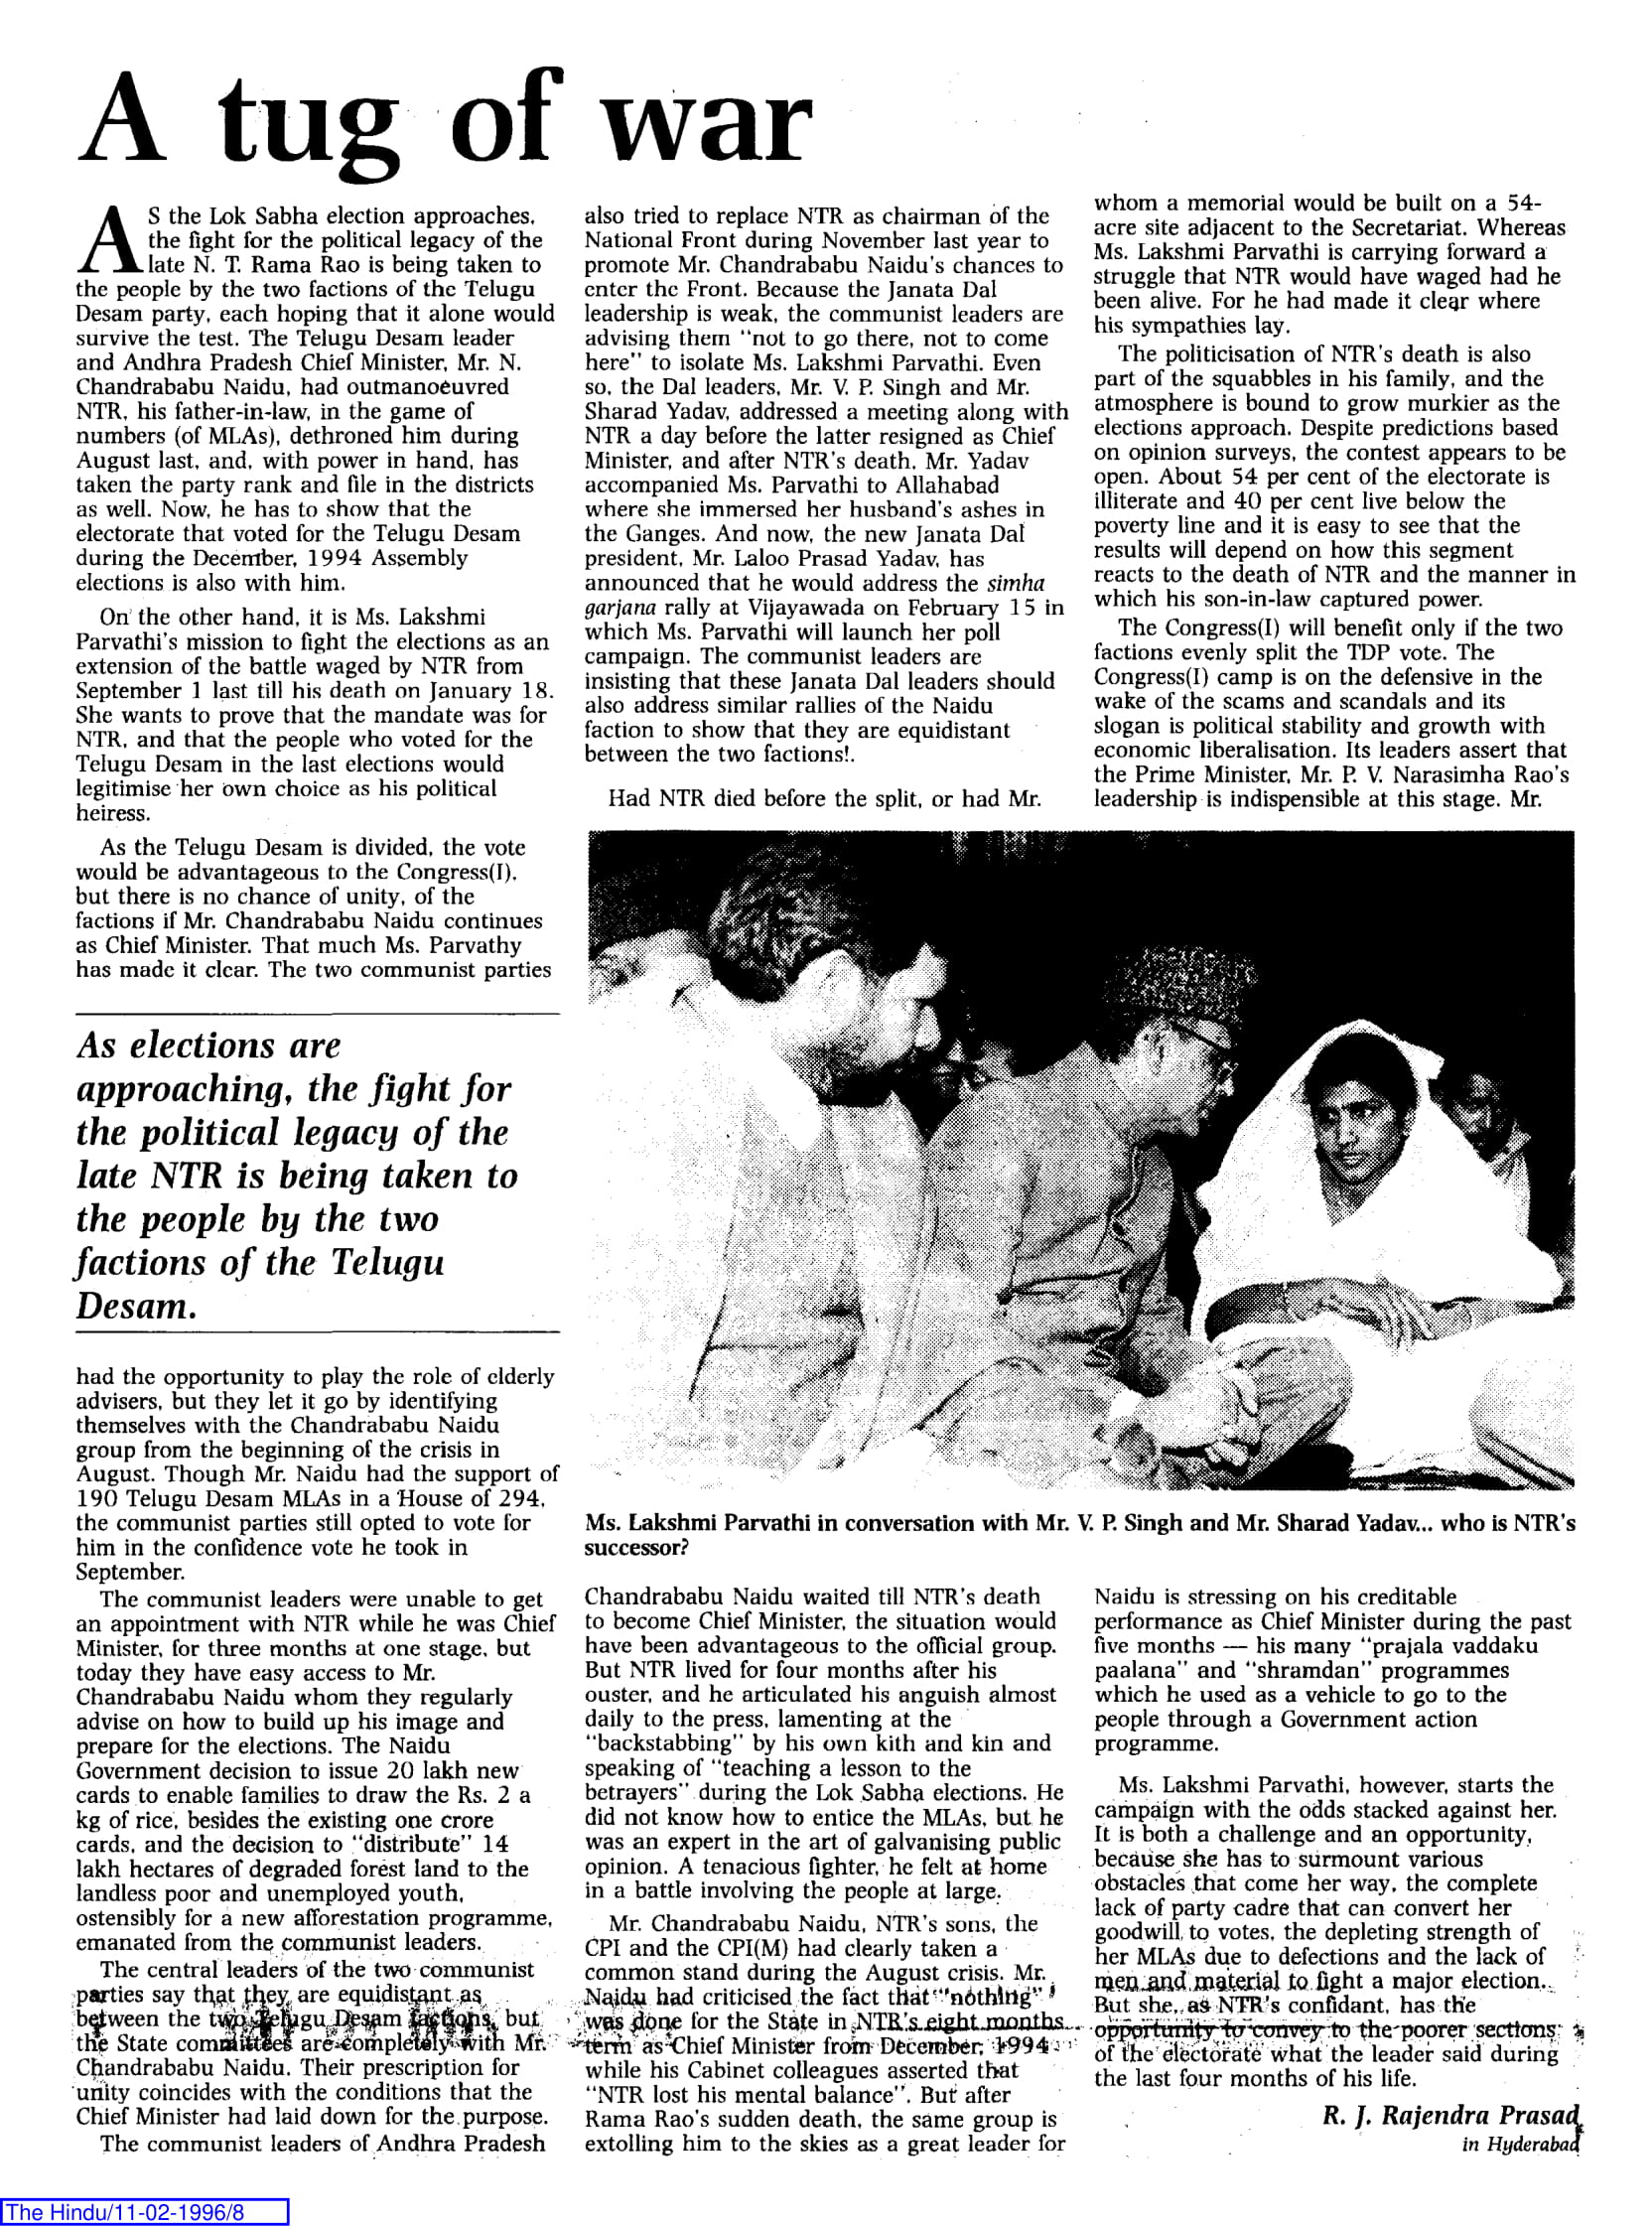 A tug of war
AS the Lok Sabha election approaches,
the fight for the political legacy of the
late N. T. Rama Rao is being taken to
the people by the two factions of the Telugu
Desam party, each hoping that it alone would
survive the test. The Telugu Desam leader
and Andhra Pradesh Chief Minister, Mr. N.
Chandrababu Naidu, had outmanoeuvred
NTR, his father-in-law, in the game of
numbers (of MLAs), dethroned him during
August last, and, with power in hand, has
taken the party rank and file in the districts
as well. Now, he has to show that the
electorate that voted for the Telugu Desam
during the December, 1994 Assembly
elections is also with him.
On the other hand, it is Ms. Lakshmi
Parvathi's mission to fight the elections as an
extension of the battle waged by NTR from
September 1 last till his death on January 18.
She wants to prove that the mandate was for
NTR, and that the people who voted for the
Telugu Desam in the last elections would
legitimise her own choice as his political
heiress.
As the Telugu Desam is divided, the vote
would be advantageous to the Congress(I),
but there is no chance of unity, of the
factions if Mr. Chandrababu Naidu continues
as Chief Minister. That much Ms. Parvathy
has made it clear. The two communist parties
As elections are
approaching, the fight for
the political legacy of the
late NTR is being taken to
the people by the two
factions of the Telugu
Desam.
had the opportunity to play the role of elderly
advisers, but they let it go by identifying
themselves with the Chandrababu Naidu
group from the beginning of the crisis in
August. Though Mr. Naidu had the support of
190 Telugu Desam MLAs in a House of 294,
the communist parties still opted to vote for
him in the confidence vote he took in
September.
The communist leaders were unable to get
an appointment with NTR while he was Chief
Minister, for three months at one stage, but
today they have easy access to Mr.
Chandrababu Naidu whom they regularly
advise on how to build up his image and
prepare for the elections. The Naidu
Government decision to issue 20 lakh new
cards to enable families to draw the Rs. 2 a
kg of rice, besides the existing one crore
cards, and the decision to "distribute" 14
lakh hectares of degraded forest land to the
landless poor and unemployed youth,
ostensibly for a new afforestation programme,
emanated from the communist leaders.
The central leaders of the two communist
parties say that they are equidistant as
between the two Telugu Desam factions, but
the State committees are completely with Mr.
Chandrababu Naidu. Their prescription for
unity coincides with the conditions that the
Chief Minister had laid down for the purpose.
The communist leaders of Andhra Pradesh
also tried to replace NTR as chairman of the
National Front during November last year to
promote Mr. Chandrababu Naidu's chances to
enter the Front. Because the Janata Dal
leadership is weak, the communist leaders are
advising them "not to go there, not to come
here" to isolate Ms. Lakshmi Parvathi. Even
so, the Dal leaders, Mr. V. P. Singh and Mr.
Sharad Yadav, addressed a meeting along with
NTR a day before the latter resigned as Chief
Minister, and after NTR's death, Mr. Yadav
accompanied Ms. Parvathi to Allahabad
where she immersed her husband's ashes in
the Ganges. And now, the new Janata Dal
president, Mr. Laloo Prasad Yadav, has
announced that he would address the simha
garjana rally at Vijayawada on February 15 in
which Ms. Parvathi will launch her poll
campaign. The communist leaders are
insisting that these Janata Dal leaders should
also address similar rallies of the Naidu
faction to show that they are equidistant
between the two factions!.
Had NTR died before the split, or had Mr.
Ms. Lakshmi Parvathi in conversation with Mr. V. P. Singh and Mr. Sharad Yadav... who is NTR's
successor?
Chandrababu Naidu waited till NTR's death
to become Chief Minister, the situation would
have been advantageous to the official group.
But NTR lived for four months after his
ouster, and he articulated his anguish almost
daily to the press, lamenting at the
"backstabbing" by his own kith and kin and
speaking of "teaching a lesson to the
betrayers" during the Lok Sabha elections. He
did not know how to entice the MLAs, but he
was an expert in the art of galvanising public
opinion. A tenacious fighter, he felt at home
in a battle involving the people at large.
Mr. Chandrababu Naidu, NTR's sons, the
CPI and the CPI(M) had clearly taken a
common stand during the August crisis. Mr.
Naidu had criticised the fact that "nothing"
was done for the State in NTR's eight months
term as Chief Minister from December, 1994
while his Cabinet colleagues asserted that
"NTR lost his mental balance". But after
Rama Rao's sudden death, the same group is
extolling him to the skies as a great leader for
whom a memorial would be built on a 54-
acre site adjacent to the Secretariat. Whereas
Ms. Lakshmi Parvathi is carrying forward a
struggle that NTR would have waged had he
been alive. For he had made it clear where
his sympathies lay.
The politicisation of NTR's death is also
part of the squabbles in his family, and the
atmosphere is bound to grow murkier as the
elections approach. Despite predictions based
on opinion surveys, the contest appears to be
open. About 54 per cent of the electorate is
illiterate and 40 per cent live below the
poverty line and it is easy to see that the
results will depend on how this segment
reacts to the death of NTR and the manner in
which his son-in-law captured power.
The Congress(I) will benefit only if the two
factions evenly split the TDP vote. The
Congress(I) camp is on the defensive in the
wake of the scams and scandals and its
slogan is political stability and growth with
economic liberalisation. Its leaders assert that
the Prime Minister, Mr. P. V. Narasimha Rao's
leadership is indispensible at this stage. Mr.
Naidu is stressing on his creditable
performance as Chief Minister during the past
five months — his many "prajala vaddaku
paalana" and "shramdan" programmes
which he used as a vehicle to go to the
people through a Government action
programme.
Ms. Lakshmi Parvathi, however, starts the
campaign with the odds stacked against her.
It is both a challenge and an opportunity,
because she has to surmount various
obstacles that come her way, the complete
lack of party cadre that can convert her
goodwill to votes, the depleting strength of
her MLAs due to defections and the lack of
men and material to fight a major election.
But she, as NTR's confidant, has the
opportunity to convey to the poorer sections
of the electorate what the leader said during
the last four months of his life.
R. J. Rajendra Prasad
in Hyderabad
The Hindu/11-02-1996/8